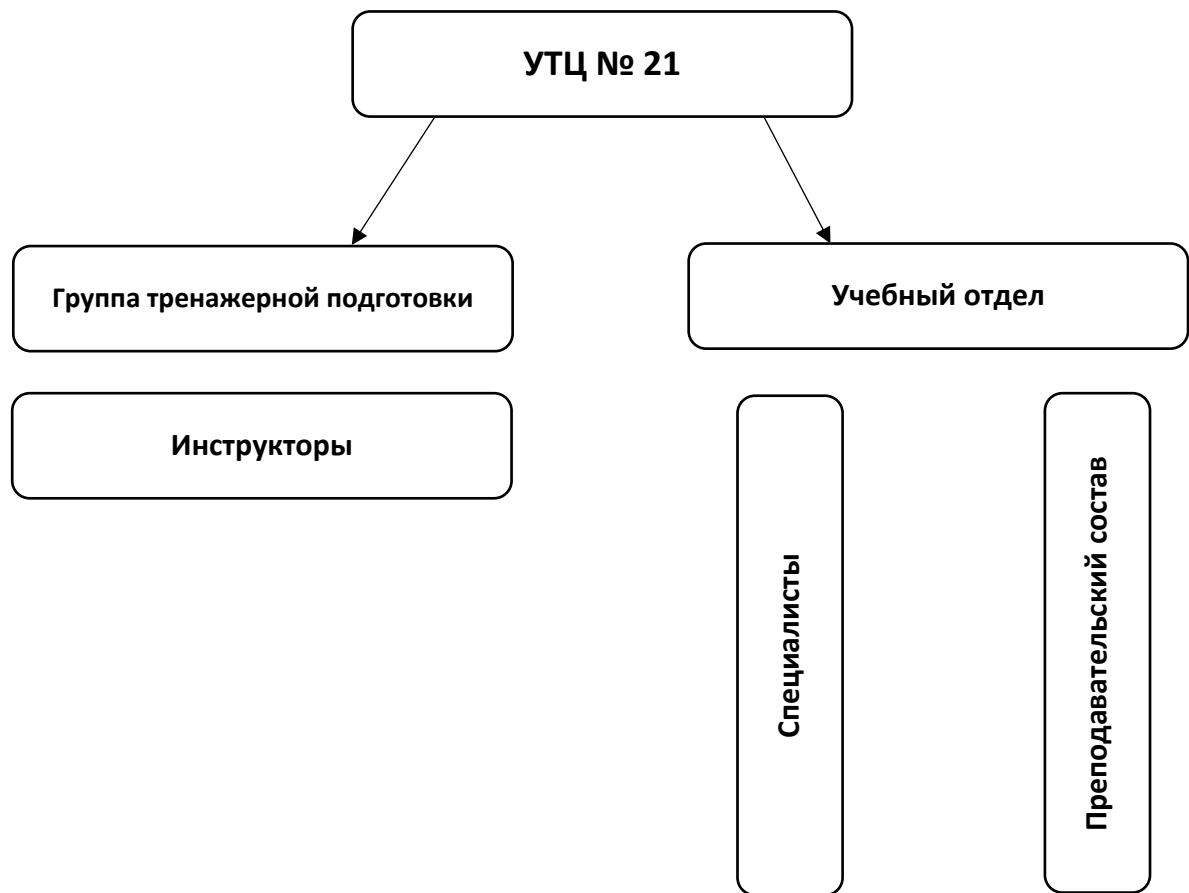 УТЦ № 21
Группа тренажерной подготовки
Учебный отдел
Инструкторы
Специалисты
Преподавательский состав